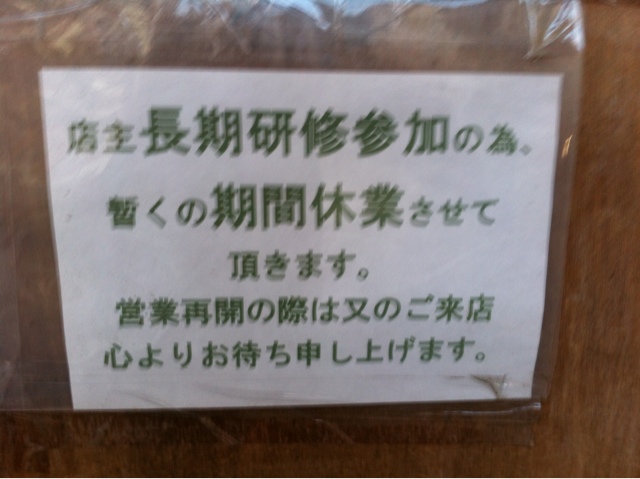 店主長期研修参加の為。
暫くの期間休業させて
頂きます。
営業再開の際は又のご来店
心よりお待ち申し上げます。